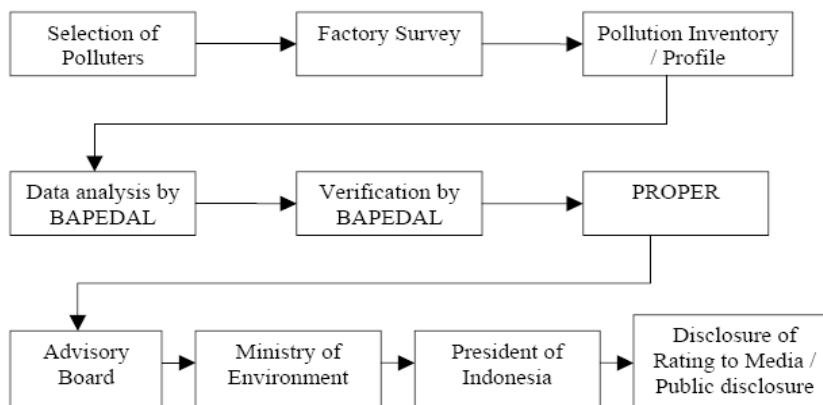 Selection of
Polluters
Factory Survey
Pollution Inventory
/ Profile
Data analysis by
BAPEDAL
Verification by
BAPEDAL
PROPER
Advisory
Board
Ministry of
Environment
President of
Indonesia
Disclosure of
Rating to Media /
Public disclosure